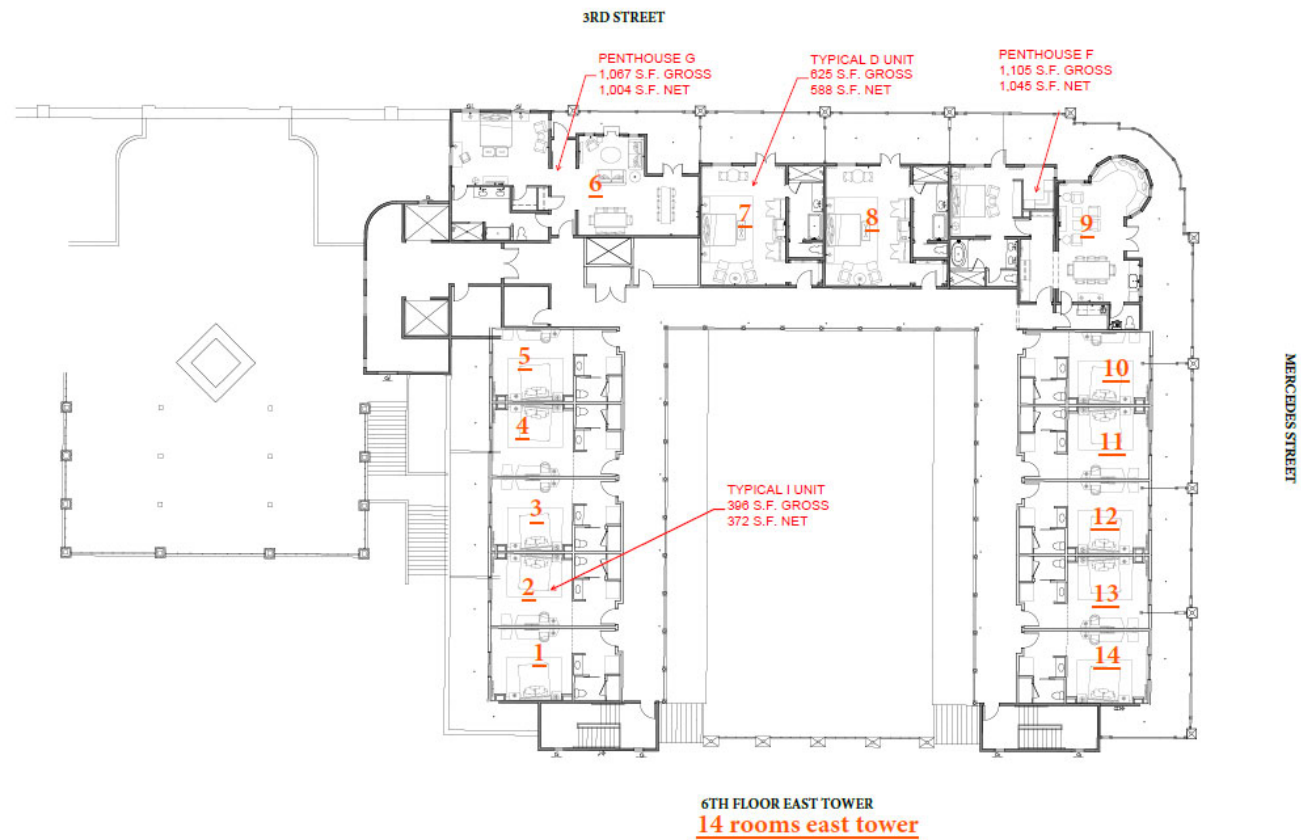 3RD STREET
PENTHOUSE G
1,067 S.F. GROSS
1,004 S.F. NET
TYPICAL D UNIT
625 S.F. GROSS
588 S.F. NET
PENTHOUSE F
1,105 S.F. GROSS
1,045 S.F. NET
6
7
8
9
5
10
4
11
MERCEDES STREET
TYPICAL I UNIT
396 S.F. GROSS
372 S.F. NET
3
12
2
13
1
14
6TH FLOOR EAST TOWER
14 rooms east tower